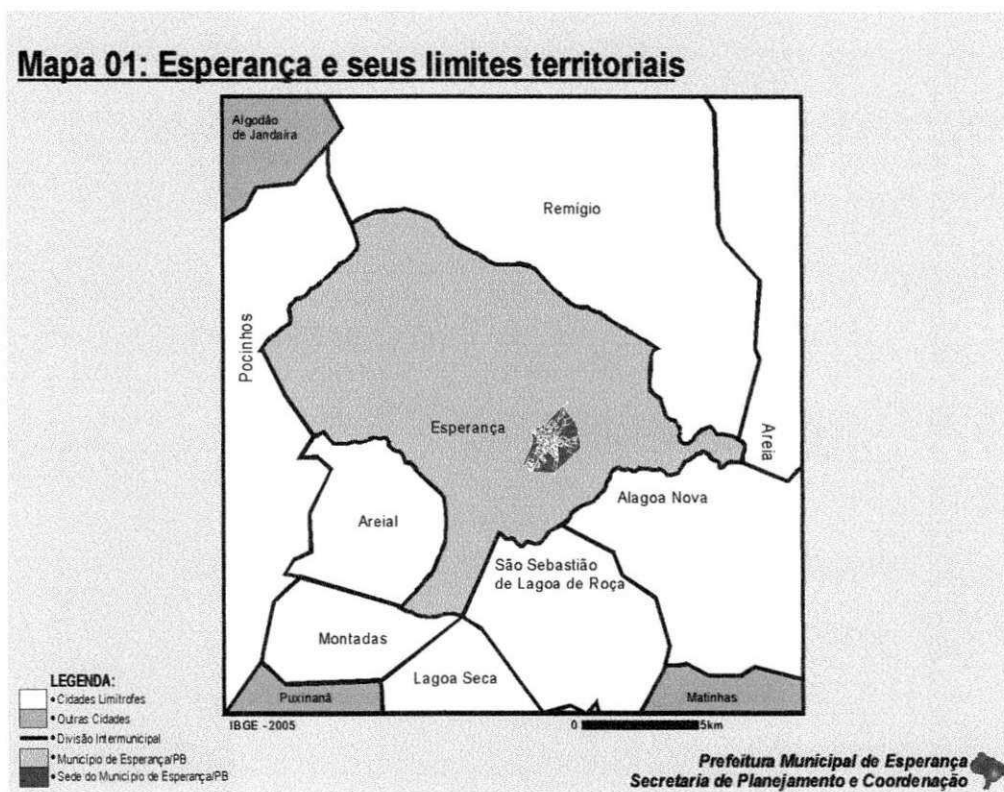 Mapa 01: Esperança e seus limites territoriais
Algodão
de Jandaíra
Remígio
Pocinhos
Esperança
Areia
Alagoa Nova
Areial
São Sebastião
de Lagoa de Roça
Montadas
Lagoa Seca
Puxinanã
Matinhas
IBGE -2005
0 5km
LEGENDA:
• Cidades Limítrofes
• Outras Cidades
• Divisão Intermunicipal
• Município de Esperança/PB
• Sede do Município de Esperança/PB
Prefeitura Municipal de Esperança
Secretaria de Planejamento e Coordenação